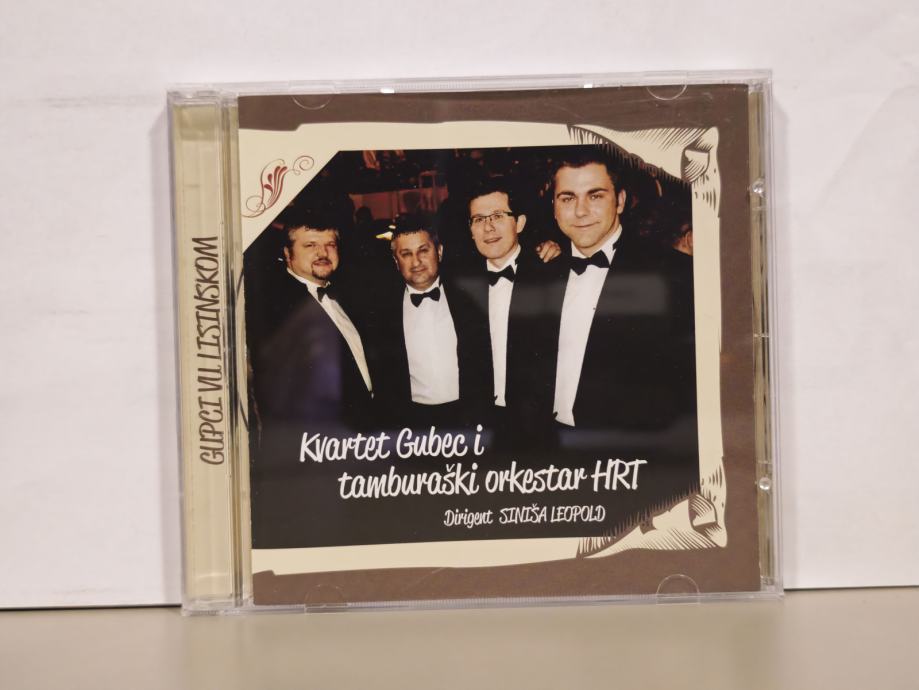 GUPCI VU LISINSKOM
Kvartet Gubec i
tamburaški orkestar HRT
Dirigent SINIŠA LEOPOLD